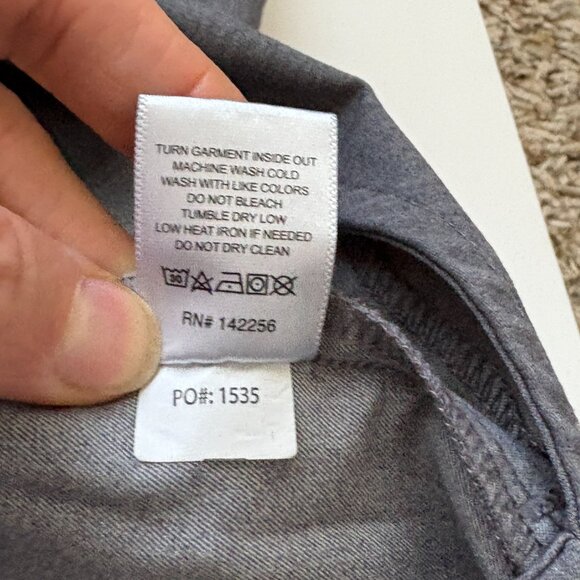 TURN GARMENT INSIDE OUT
MACHINE WASH COLD
WASH WITH LIKE COLORS
DO NOT BLEACH
TUMBLE DRY LOW
LOW HEAT IRON IF NEEDED
DO NOT DRY CLEAN
30
RN# 142256
PO#: 1535